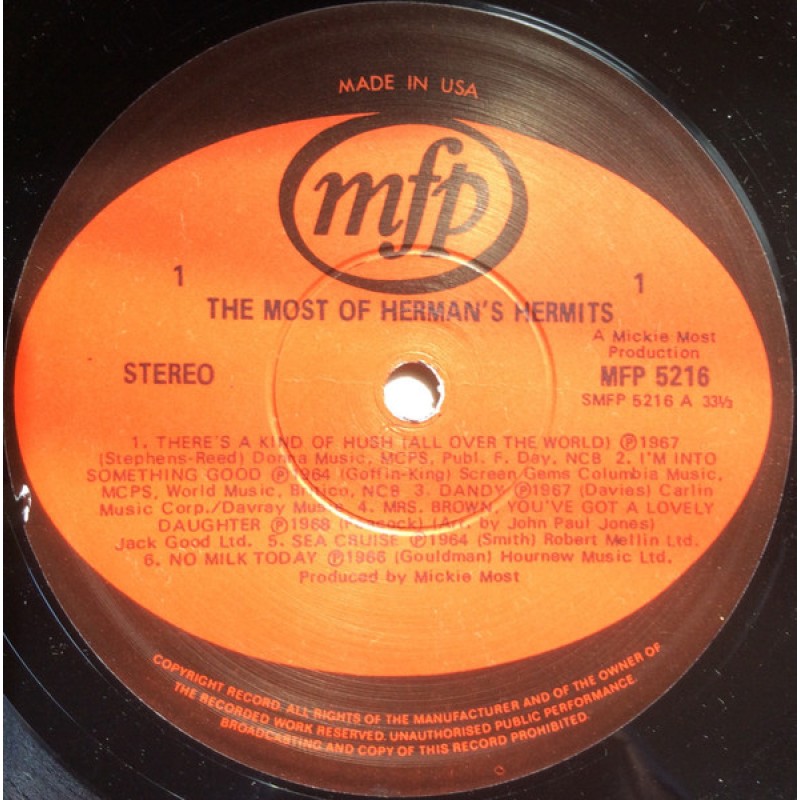 MADE IN USA
mfp
1 1
THE MOST OF HERMAN'S HERMITS
A Mickie Most
Production
STEREO
MFP 5216
SMFP 5216 A 33⅓
1. THERE'S A KIND OF HUSH (ALL OVER THE WORLD) ℗1967
(Stephens-Reed) Donna Music, MCPS, Publ. F. Day, NCB 2. I'M INTO
SOMETHING GOOD ℗1964 (Goffin-King) Screen/Gems Columbia Music,
MCPS, World Music, NCB 3. DANDY ℗1967 (Davies) Carlin
Music Corp./Davray Music 4. MRS. BROWN, YOU'VE GOT A LOVELY
DAUGHTER ℗1968 (Peacock) (Arr. by John Paul Jones)
Jack Good Ltd. 5. SEA CRUISE ℗1964 (Smith) Robert Mellin Ltd.
6. NO MILK TODAY ℗1966 (Gouldman) Hournew Music Ltd.
Produced by Mickie Most
COPYRIGHT RECORD. ALL RIGHTS OF THE MANUFACTURER AND OF THE OWNER OF
THE RECORDED WORK RESERVED. UNAUTHORISED PUBLIC PERFORMANCE.
BROADCASTING AND COPY OF THIS RECORD PROHIBITED.